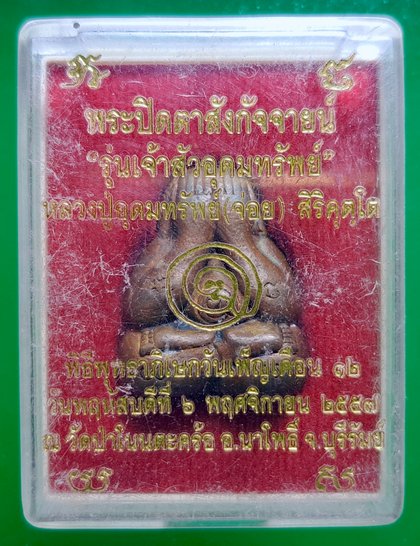 พระปิดตาสังกัจจายน์
"รุ่นเจ้าสัวอุดมทรัพย์"
หลวงปู่อุดมทรัพย์(จ่อย) สิริคุตฺโต
พิธีพุทธาภิเษกวันเพ็ญเดือน ๑๒
วันพฤหัสบดีที่ ๖ พฤศจิกายน ๒๕๕๗
ณ วัดป่าโนนตะคร้อ อ.นาโพธิ์ จ.บุรีรัมย์